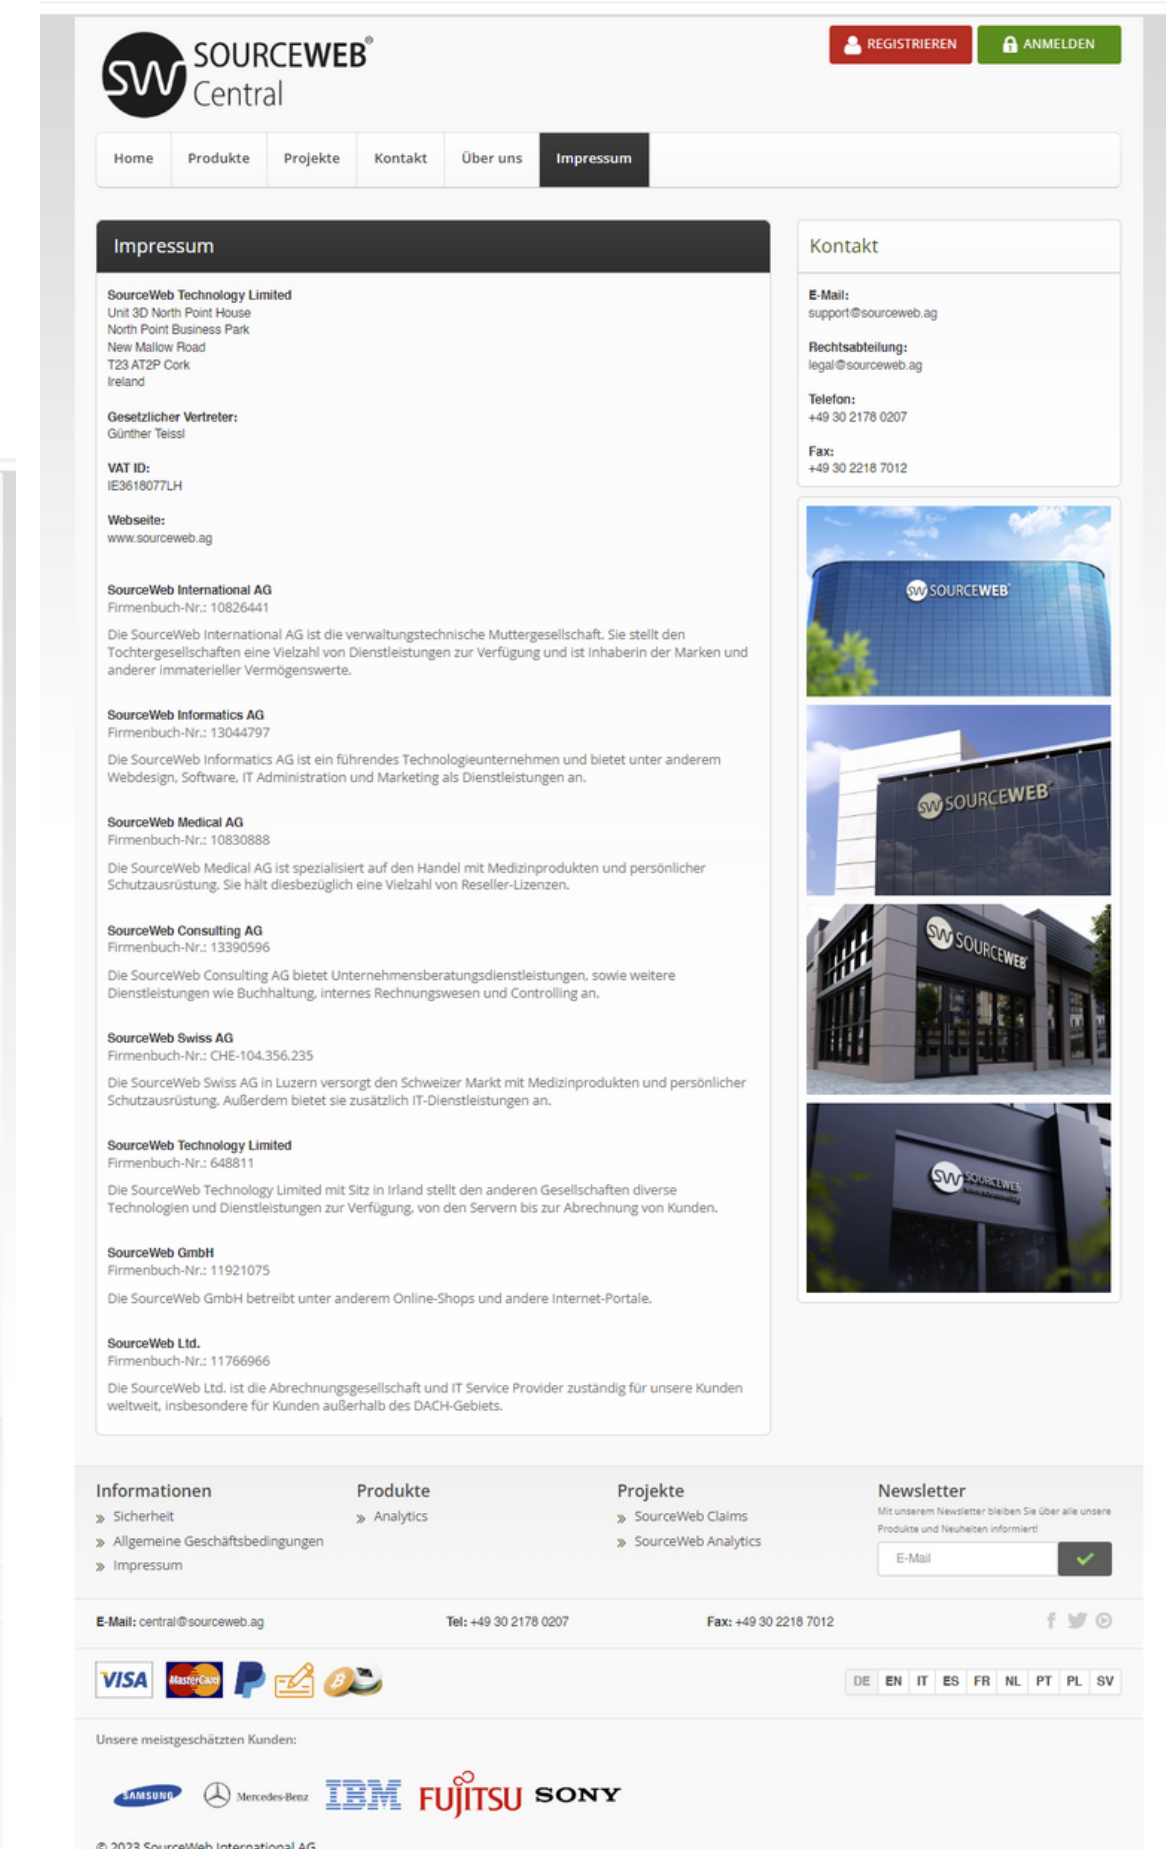 SOURCEWEB®
Central
REGISTRIEREN
ANMELDEN
Home
Produkte
Projekte
Kontakt
Über uns
Impressum
Impressum
SourceWeb Technology Limited
Unit 3D North Point House
North Point Business Park
New Mallow Road
T23 AT2P Cork
Ireland
Gesetzlicher Vertreter:
Günther Teissl
VAT ID:
IE3618077LH
Webseite:
www.sourceweb.ag
SourceWeb International AG
Firmenbuch-Nr.: 10826441
Die SourceWeb International AG ist die verwaltungstechnische Muttergesellschaft. Sie stellt den
Tochtergesellschaften eine Vielzahl von Dienstleistungen zur Verfügung und ist Inhaberin der Marken und
anderer immaterieller Vermögenswerte.
SourceWeb Informatics AG
Firmenbuch-Nr.: 13044797
Die SourceWeb Informatics AG ist ein führendes Technologieunternehmen und bietet unter anderem
Webdesign, Software, IT Administration und Marketing als Dienstleistungen an.
SourceWeb Medical AG
Firmenbuch-Nr.: 10830888
Die SourceWeb Medical AG ist spezialisiert auf den Handel mit Medizinprodukten und persönlicher
Schutzausrüstung. Sie hält diesbezüglich eine Vielzahl von Reseller-Lizenzen.
SourceWeb Consulting AG
Firmenbuch-Nr.: 13390596
Die SourceWeb Consulting AG bietet Unternehmensberatungsdienstleistungen, sowie weitere
Dienstleistungen wie Buchhaltung, internes Rechnungswesen und Controlling an.
SourceWeb Swiss AG
Firmenbuch-Nr.: CHE-104.356.235
Die SourceWeb Swiss AG in Luzern versorgt den Schweizer Markt mit Medizinprodukten und persönlicher
Schutzausrüstung. Außerdem bietet sie zusätzlich IT-Dienstleistungen an.
SourceWeb Technology Limited
Firmenbuch-Nr.: 648811
Die SourceWeb Technology Limited mit Sitz in Irland stellt den anderen Gesellschaften diverse
Technologien und Dienstleistungen zur Verfügung, von den Servern bis zur Abrechnung von Kunden.
SourceWeb GmbH
Firmenbuch-Nr.: 11921075
Die SourceWeb GmbH betreibt unter anderem Online-Shops und andere Internet-Portale.
SourceWeb Ltd.
Firmenbuch-Nr.: 11766966
Die SourceWeb Ltd. ist die Abrechnungsgesellschaft und IT Service Provider zuständig für unsere Kunden
weltweit, insbesondere für Kunden außerhalb des DACH-Gebiets.
Kontakt
E-Mail:
support@sourceweb.ag
Rechtsabteilung:
legal@sourceweb.ag
Telefon:
+49 30 2178 0207
Fax:
+49 30 2218 7012
SW SOURCEWEB®
SW SOURCEWEB
SW SOURCEWEB
SW SOURCEWEB
Informationen
» Sicherheit
» Allgemeine Geschäftsbedingungen
» Impressum
Produkte
» Analytics
Projekte
» SourceWeb Claims
» SourceWeb Analytics
Newsletter
Mit unserem Newsletter bleiben Sie über alle unsere
Produkte und Neuheiten informiert!
E-Mail
E-Mail: central@sourceweb.ag
Tel: +49 30 2178 0207
Fax: +49 30 2218 7012
VISA
MasterCard
DE EN IT ES FR NL PT PL SV
Unsere meistgeschätzten Kunden:
SAMSUNG
Mercedes-Benz
IBM
FUJITSU
SONY
© 2023 SourceWeb International AG